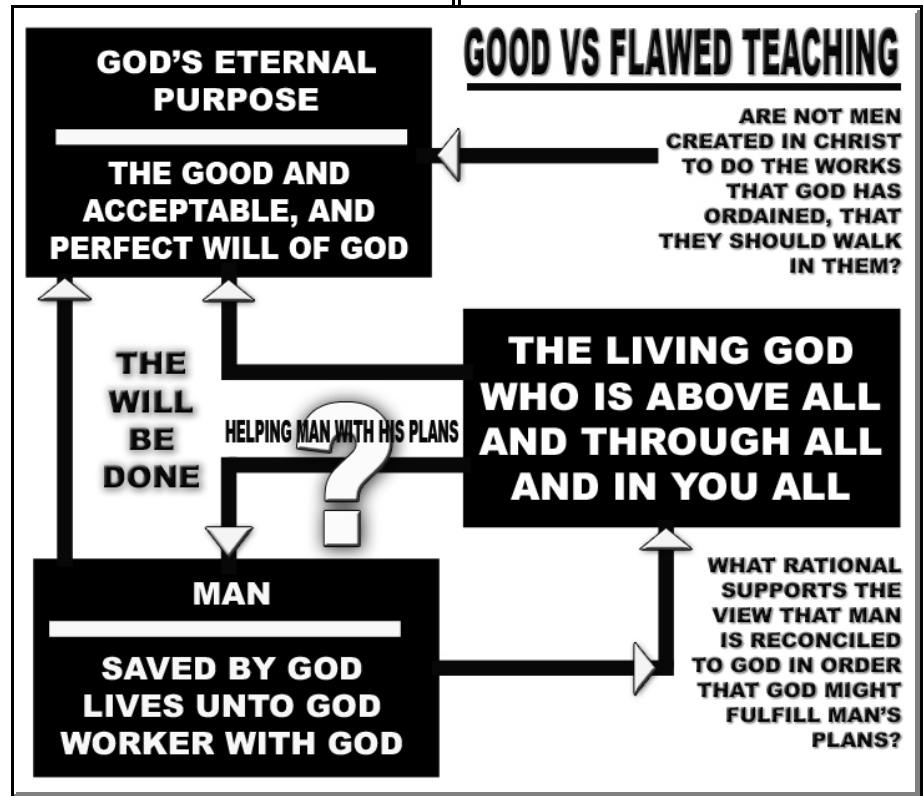 GOOD VS FLAWED TEACHING
GOD'S ETERNAL
PURPOSE
THE GOOD AND
ACCEPTABLE, AND
PERFECT WILL OF GOD
ARE NOT MEN
CREATED IN CHRIST
TO DO THE WORKS
THAT GOD HAS
ORDAINED, THAT
THEY SHOULD WALK
IN THEM?
THE LIVING GOD
WHO IS ABOVE ALL
AND THROUGH ALL
AND IN YOU ALL
THE
WILL
BE
DONE
HELPING MAN WITH HIS PLANS
?
MAN
SAVED BY GOD
LIVES UNTO GOD
WORKER WITH GOD
WHAT RATIONAL
SUPPORTS THE
VIEW THAT MAN
IS RECONCILED
TO GOD IN ORDER
THAT GOD MIGHT
FULFILL MAN'S
PLANS?